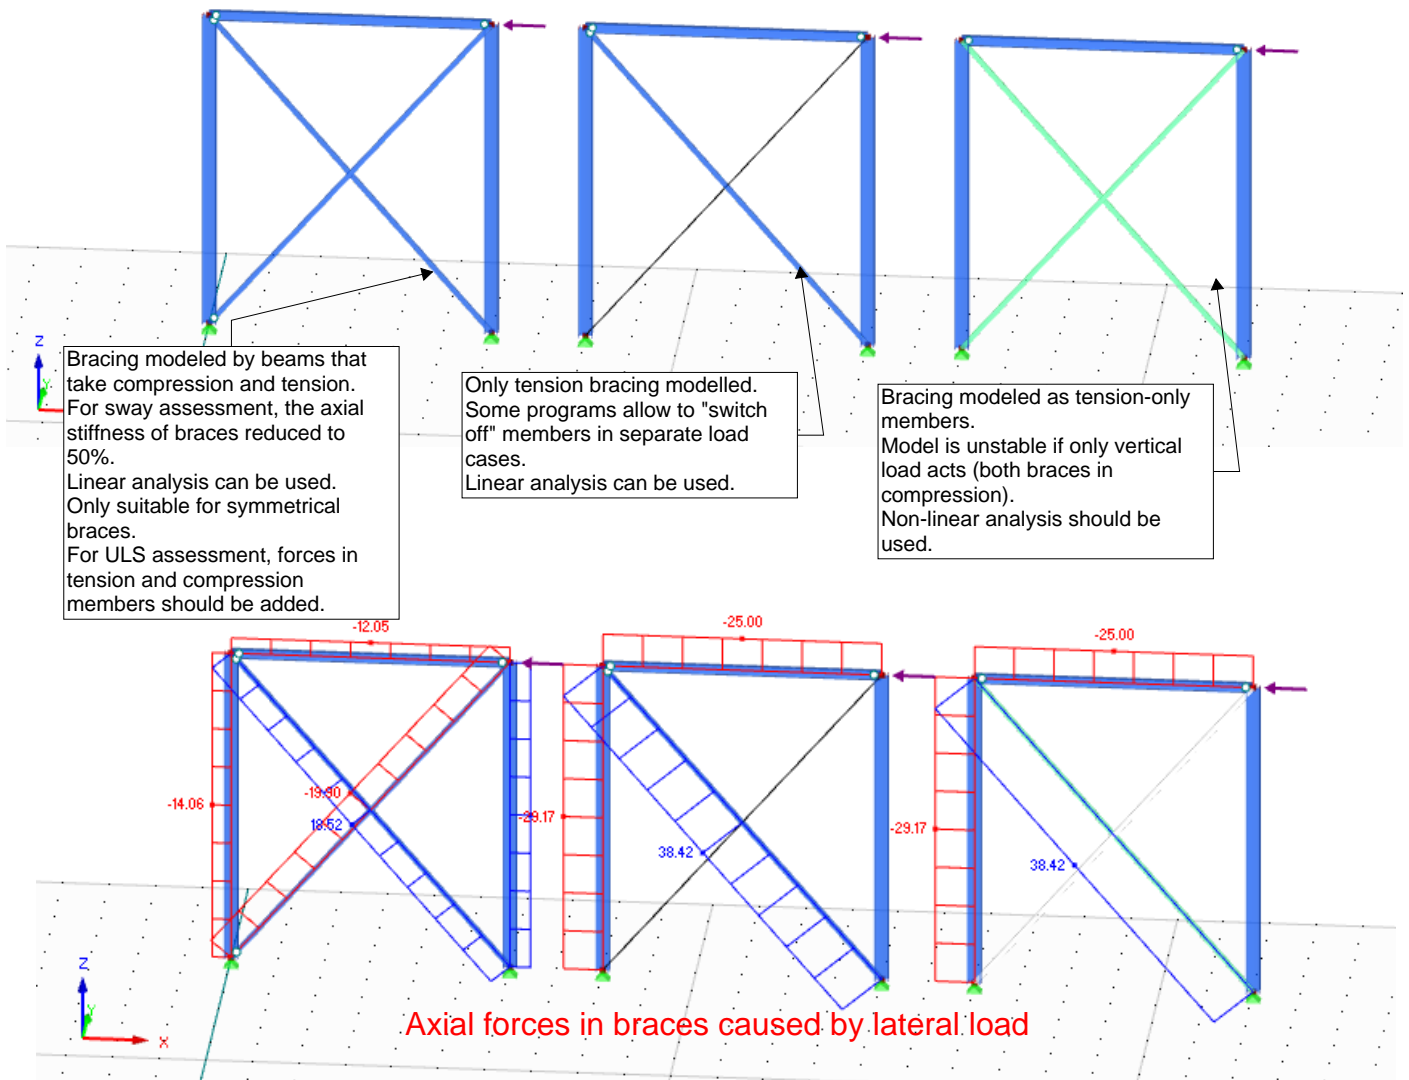 Z
Y
Bracing modeled by beams that
take compression and tension.
For sway assessment, the axial
stiffness of braces reduced to
50%.
Linear analysis can be used.
Only suitable for symmetrical
braces.
For ULS assessment, forces in
tension and compression
members should be added.
Only tension bracing modelled.
Some programs allow to "switch
off" members in separate load
cases.
Linear analysis can be used.
Bracing modeled as tension-only
members.
Model is unstable if only vertical
load acts (both braces in
compression).
Non-linear analysis should be
used.
-12.05
-25.00
-25.00
-14.06
-19.90
18.52
-29.17
38.42
-29.17
38.42
Z
Y
X
Axial forces in braces caused by lateral load